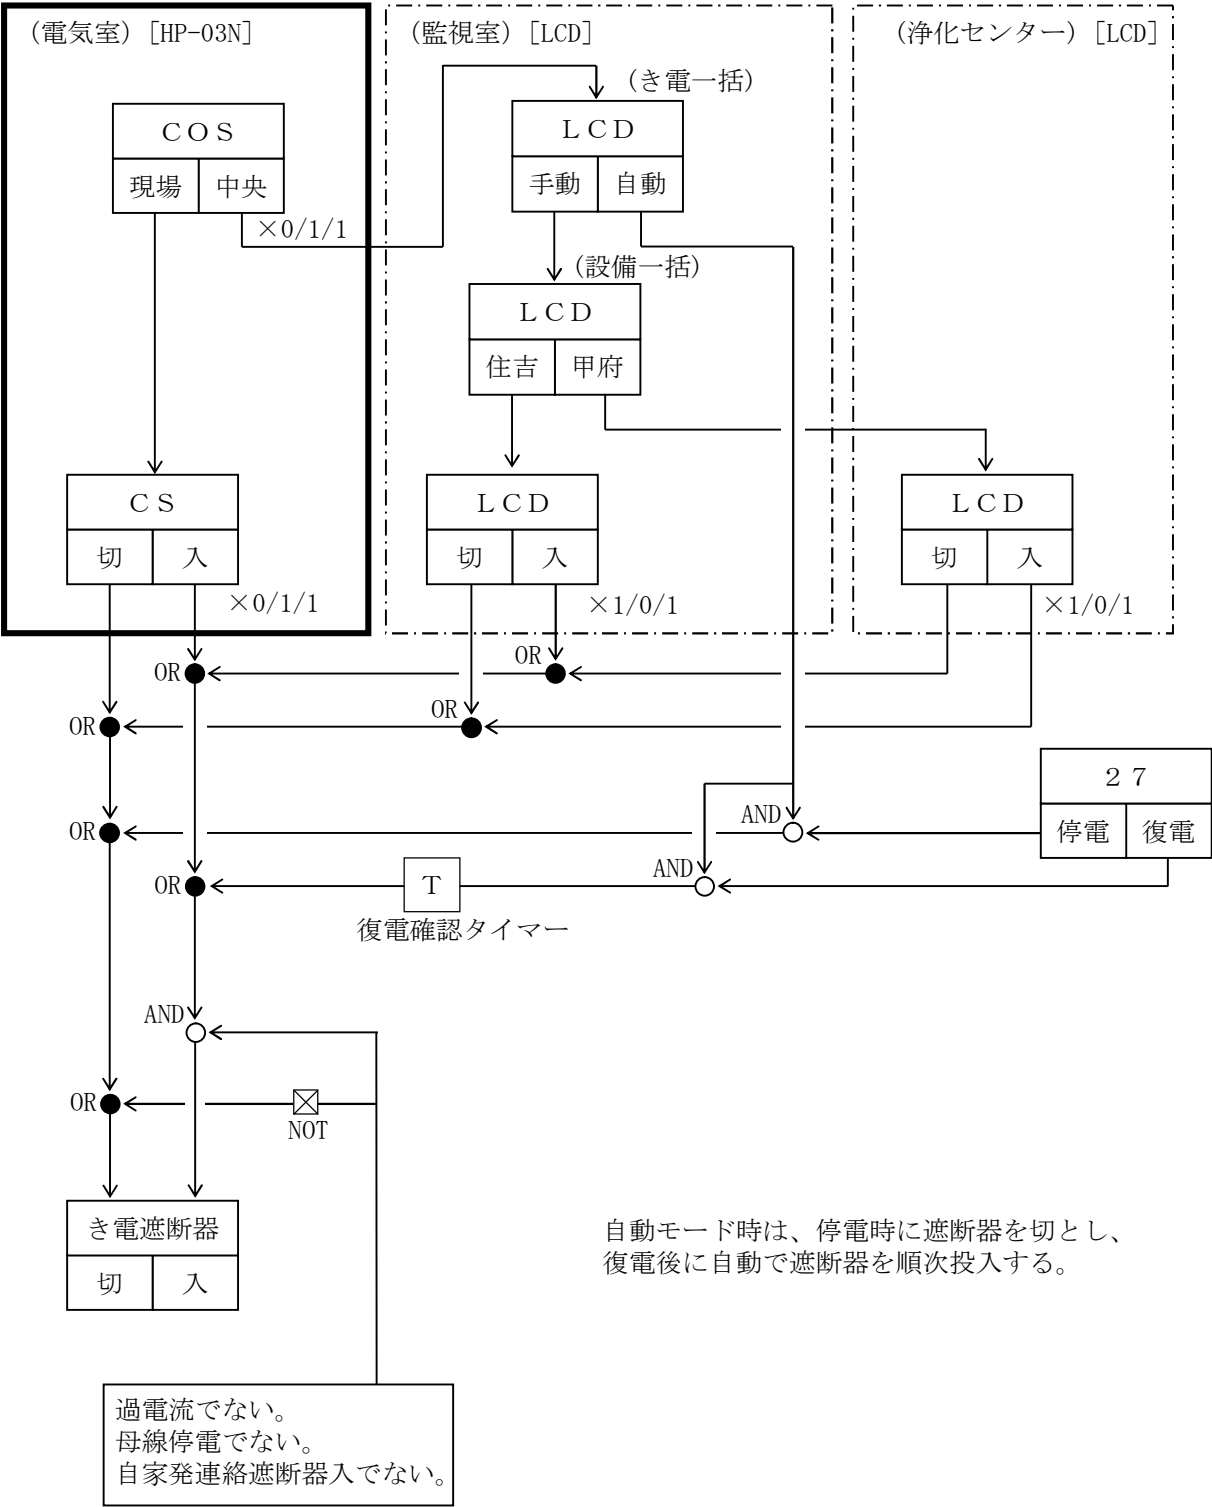 (電気室)［HP-03N］
(監視室)［LCD］
(浄化センター)［LCD］
(き電一括)
ＣＯＳ
現場
中央
×0/1/1
ＬＣＤ
手動
自動
(設備一括)
ＬＣＤ
住吉
甲府
ＣＳ
切
入
×0/1/1
ＬＣＤ
切
入
×1/0/1
ＬＣＤ
切
入
×1/0/1
OR
OR
OR
OR
２７
停電
復電
AND
OR
AND
OR
Ｔ
復電確認タイマー
AND
OR
NOT
き電遮断器
切
入
自動モード時は、停電時に遮断器を切とし、
復電後に自動で遮断器を順次投入する。
過電流でない。
母線停電でない。
自家発連絡遮断器入でない。